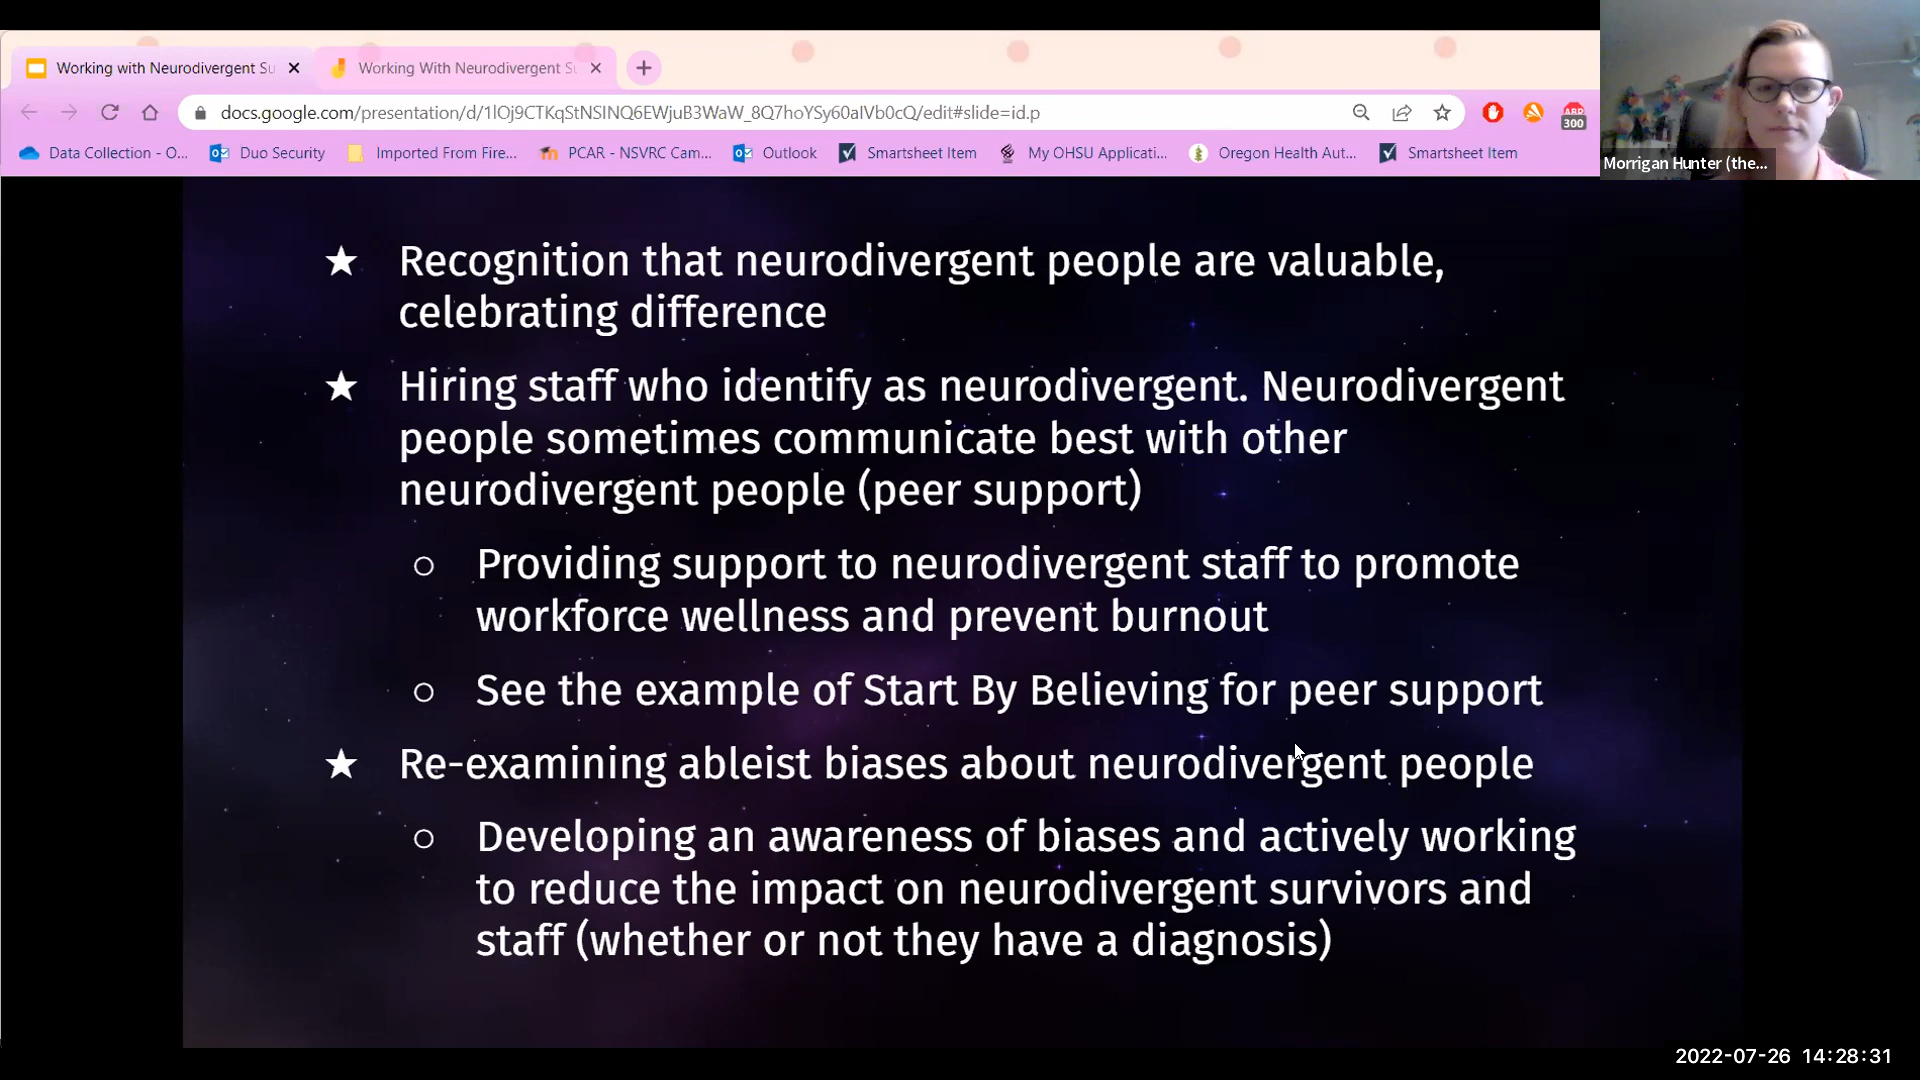 Working with Neurodivergent Su
Working With Neurodivergent Su
docs.google.com/presentation/d/1lOj9CTKqStNSINQ6EWjuB3WaW_8Q7hoYSy60aIVb0cQ/edit#slide=id.p
ABP
300
Data Collection - O...
Duo Security
Imported From Fire...
PCAR - NSVRC Cam...
Outlook
Smartsheet Item
My OHSU Applicati...
Oregon Health Aut...
Smartsheet Item
Morrigan Hunter (the...
★ Recognition that neurodivergent people are valuable,
celebrating difference
★ Hiring staff who identify as neurodivergent. Neurodivergent
people sometimes communicate best with other
neurodivergent people (peer support)
○ Providing support to neurodivergent staff to promote
workforce wellness and prevent burnout
○ See the example of Start By Believing for peer support
★ Re-examining ableist biases about neurodivergent people
○ Developing an awareness of biases and actively working
to reduce the impact on neurodivergent survivors and
staff (whether or not they have a diagnosis)
2022-07-26 14:28:31